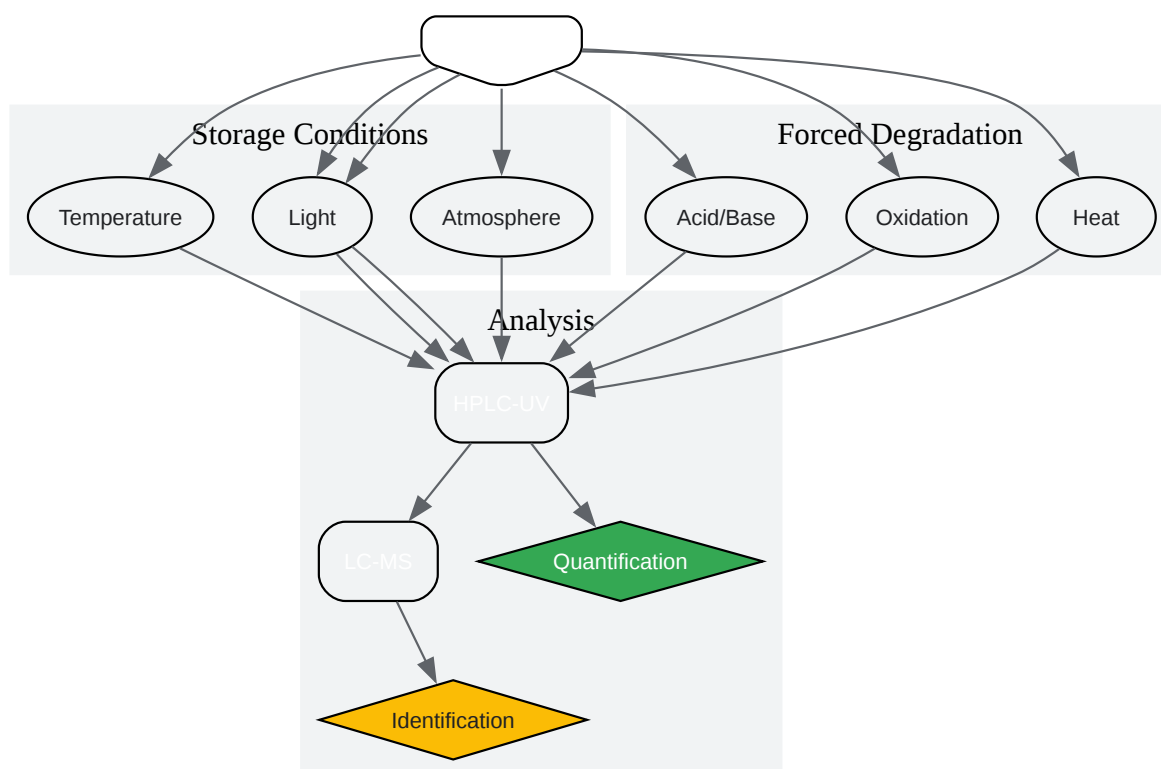 Storage Conditions
Forced Degradation
Temperature
Light
Atmosphere
Acid/Base
Oxidation
Heat
Analysis
HPLC-UV
LC-MS
Quantification
Identification